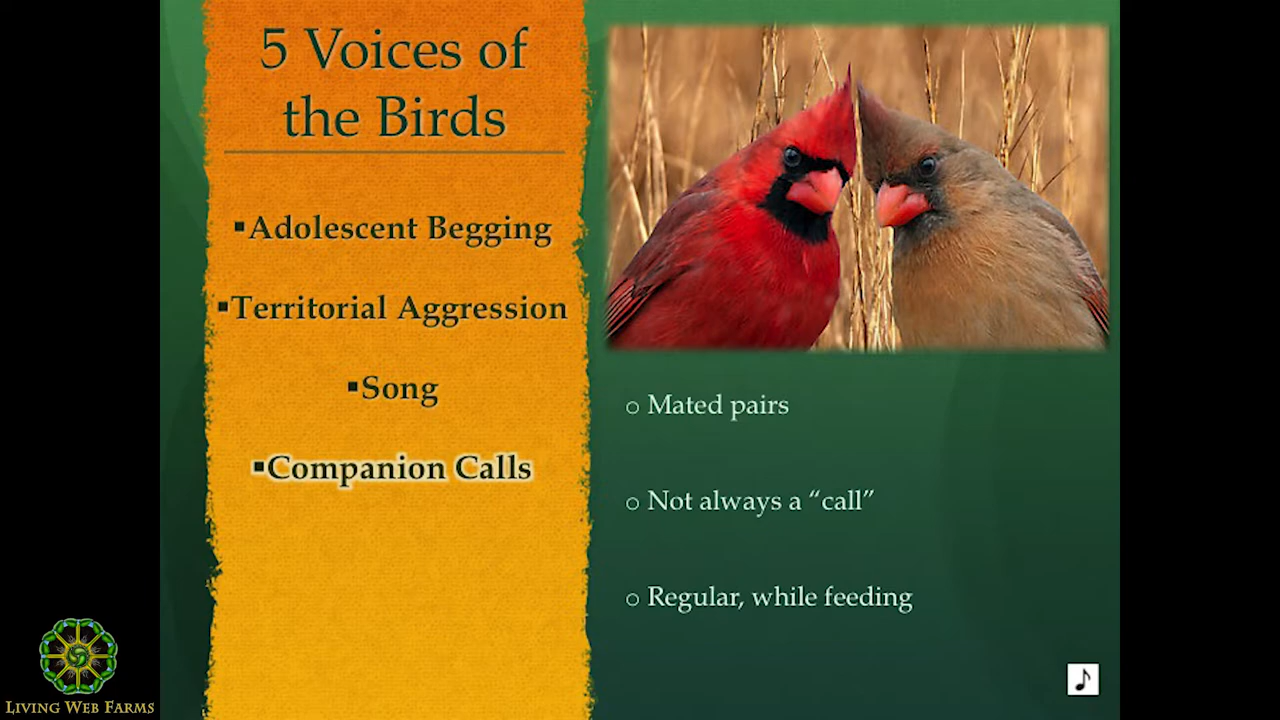 5 Voices of
the Birds
▪Adolescent Begging
▪Territorial Aggression
▪Song
▪Companion Calls
o Mated pairs
o Not always a “call”
o Regular, while feeding
LIVING WEB FARMS